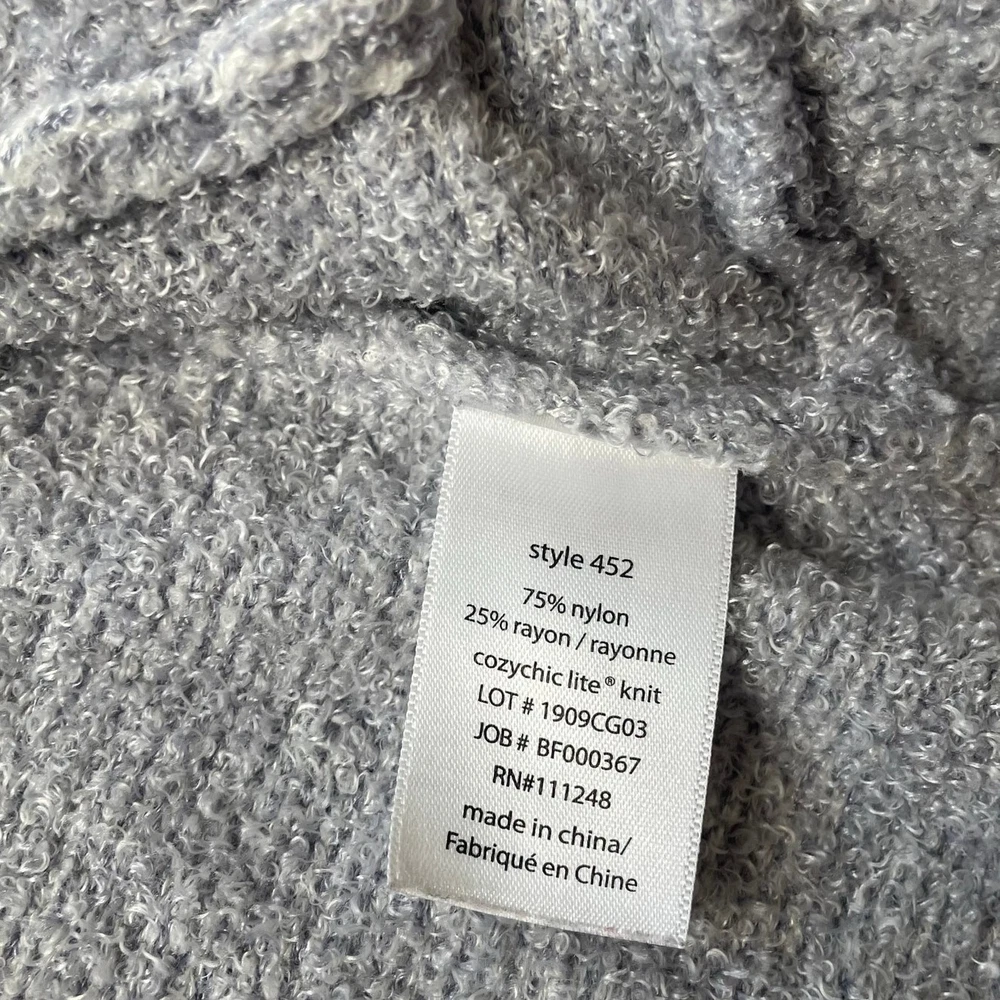 style 452
75% nylon
25% rayon / rayonne
cozychic lite® knit
LOT # 1909CG03
JOB # BF000367
RN#111248
made in china/
Fabriqué en Chine